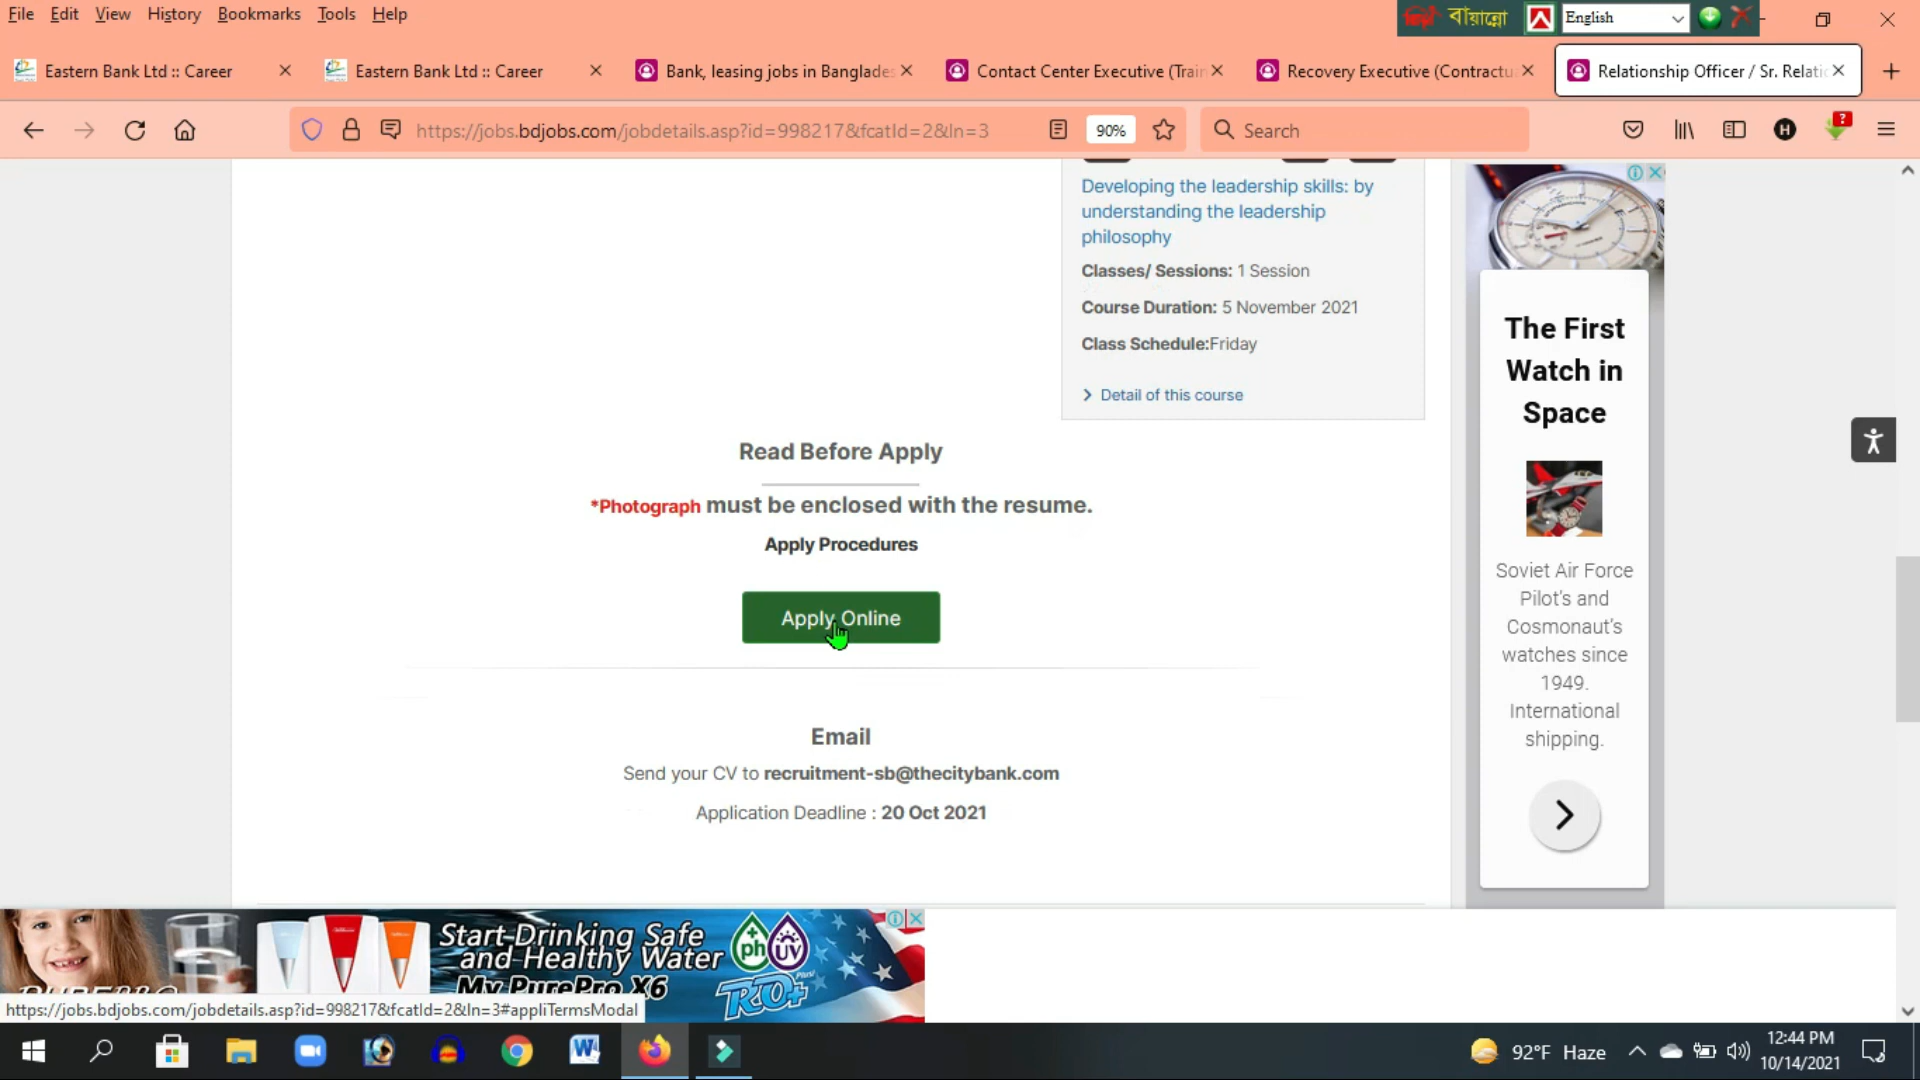 File Edit View History Bookmarks Tools Help
বায়ান্নো English
Eastern Bank Ltd :: Career
Eastern Bank Ltd :: Career
Bank, leasing jobs in Banglades
Contact Center Executive (Train
Recovery Executive (Contractu
Relationship Officer / Sr. Relatio
https://jobs.bdjobs.com/jobdetails.asp?id=998217&fcatId=2&ln=3
90%
Search
Developing the leadership skills: by
understanding the leadership
philosophy
Classes/ Sessions: 1 Session
Course Duration: 5 November 2021
Class Schedule:Friday
Detail of this course
Read Before Apply
*Photograph must be enclosed with the resume.
Apply Procedures
Apply Online
Email
Send your CV to recruitment-sb@thecitybank.com
Application Deadline : 20 Oct 2021
The First
Watch in
Space
Soviet Air Force
Pilot's and
Cosmonaut's
watches since
1949.
International
shipping.
Start-Drinking Safe
and-Healthy Water
My PurePro X6
ph UV
RO+
https://jobs.bdjobs.com/jobdetails.asp?id=998217&fcatId=2&ln=3#appliTermsModal
92°F Haze
12:44 PM
10/14/2021